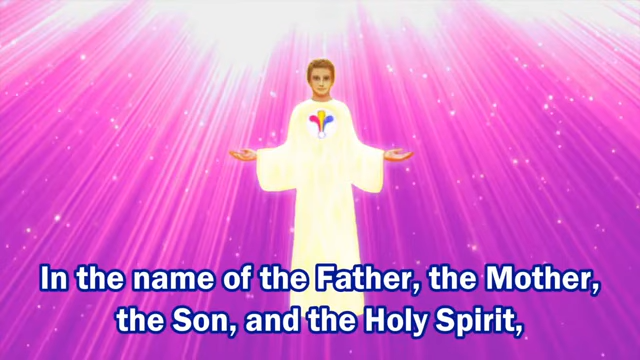 In the name of the Father, the Mother,
the Son, and the Holy Spirit,